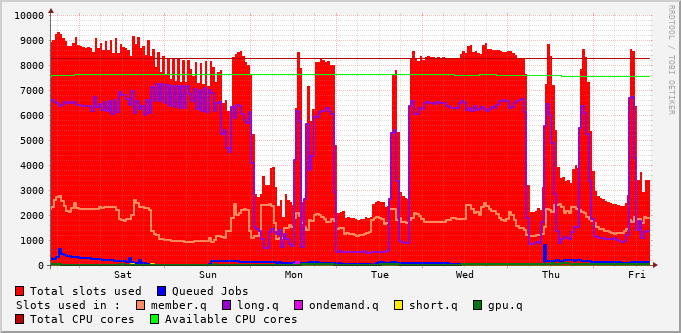 10000
9000
8000
7000
6000
5000
4000
3000
2000
1000
0
Sat Sun Mon Tue Wed Thu Fri
RRDTOOL / TOBI OETIKER
Total slots used Queued Jobs
Slots used in : member.q long.q ondemand.q short.q gpu.q
Total CPU cores Available CPU cores